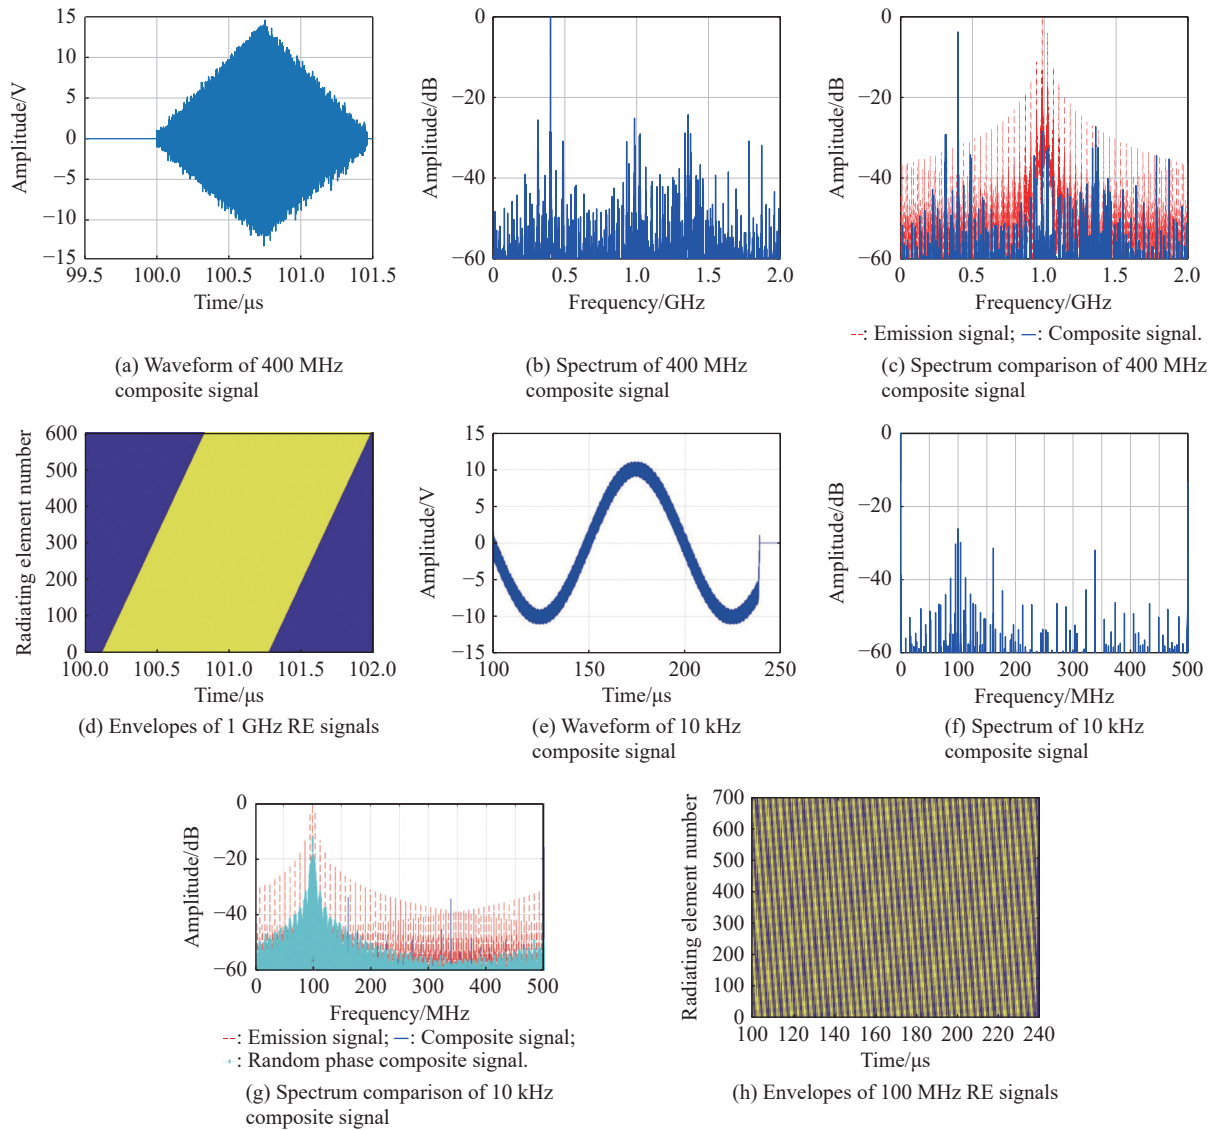 15
10
5
0
−5
−10
−15
99.5 100.0 100.5 101.0 101.5
Amplitude/V
Time/μs
(a) Waveform of 400 MHz
composite signal
0
−20
−40
−60
0 0.5 1.0 1.5 2.0
Amplitude/dB
Frequency/GHz
(b) Spectrum of 400 MHz
composite signal
0
−20
−40
−60
0 0.5 1.0 1.5 2.0
Amplitude/dB
Frequency/GHz
--: Emission signal; —: Composite signal.
(c) Spectrum comparison of 400 MHz
composite signal
600
500
400
300
200
100
0
100.0 100.5 101.0 101.5 102.0
Radiating element number
Time/μs
(d) Envelopes of 1 GHz RE signals
15
10
5
0
−5
−10
−15
100 150 200 250
Amplitude/V
Time/μs
(e) Waveform of 10 kHz
composite signal
0
−20
−40
−60
0 100 200 300 400 500
Amplitude/dB
Frequency/MHz
(f) Spectrum of 10 kHz
composite signal
0
−20
−40
−60
0 100 200 300 400 500
Amplitude/dB
Frequency/MHz
--: Emission signal; —: Composite signal;
: Random phase composite signal.
(g) Spectrum comparison of 10 kHz
composite signal
700
600
500
400
300
200
100
0
100 120 140 160 180 200 220 240
Radiating element number
Time/μs
(h) Envelopes of 100 MHz RE signals